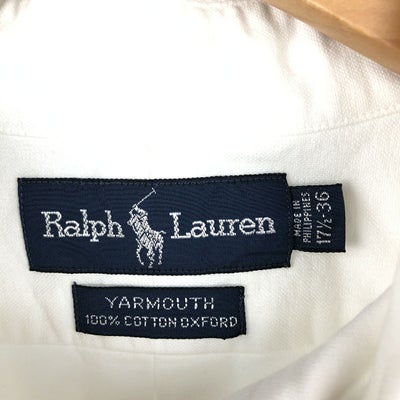 Ralph Lauren
MADE IN
PHILIPPINES
17½-36
YARMOUTH
100% COTTON OXFORD